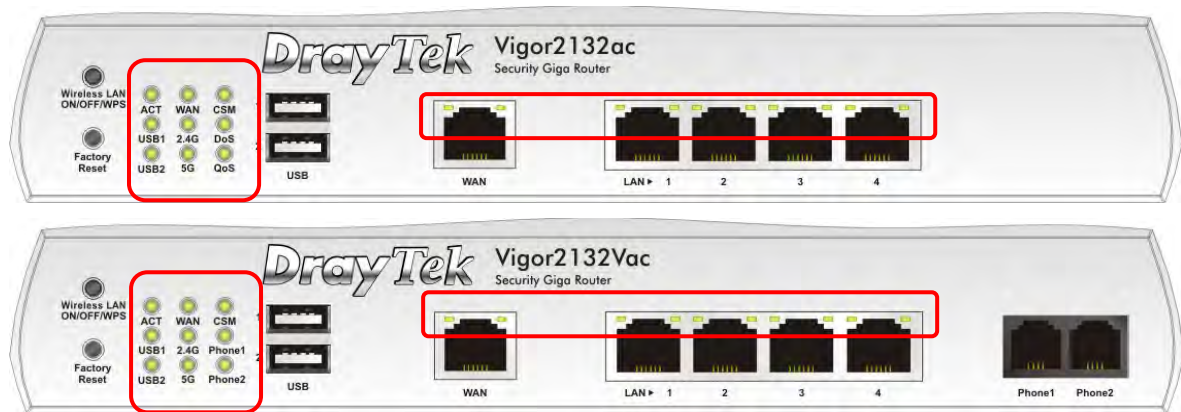 DrayTek Vigor2132ac
Security Giga Router
Wireless LAN
ON/OFF/WPS
ACT WAN CSM
USB1 2.4G DoS
USB2 5G QoS
Factory
Reset
1
2
USB
WAN
LAN ► 1 2 3 4
DrayTek Vigor2132Vac
Security Giga Router
Wireless LAN
ON/OFF/WPS
ACT WAN CSM
USB1 2.4G Phone1
USB2 5G Phone2
Factory
Reset
1
2
USB
WAN
LAN ► 1 2 3 4
Phone1 Phone2